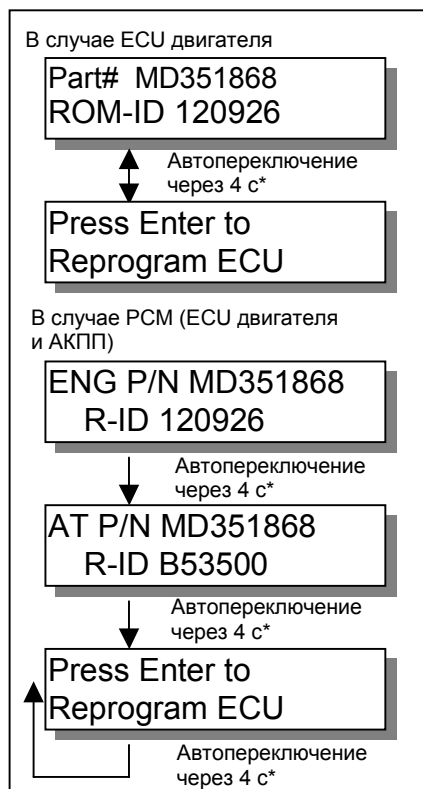 В случае ECU двигателя
Part# MD351868
ROM-ID 120926
Автопереключение
через 4 с*
Press Enter to
Reprogram ECU
В случае PCM (ECU двигателя
и АКПП)
ENG P/N MD351868
R-ID 120926
Автопереключение
через 4 с*
AT P/N MD351868
R-ID B53500
Автопереключение
через 4 с*
Press Enter to
Reprogram ECU
Автопереключение
через 4 с*